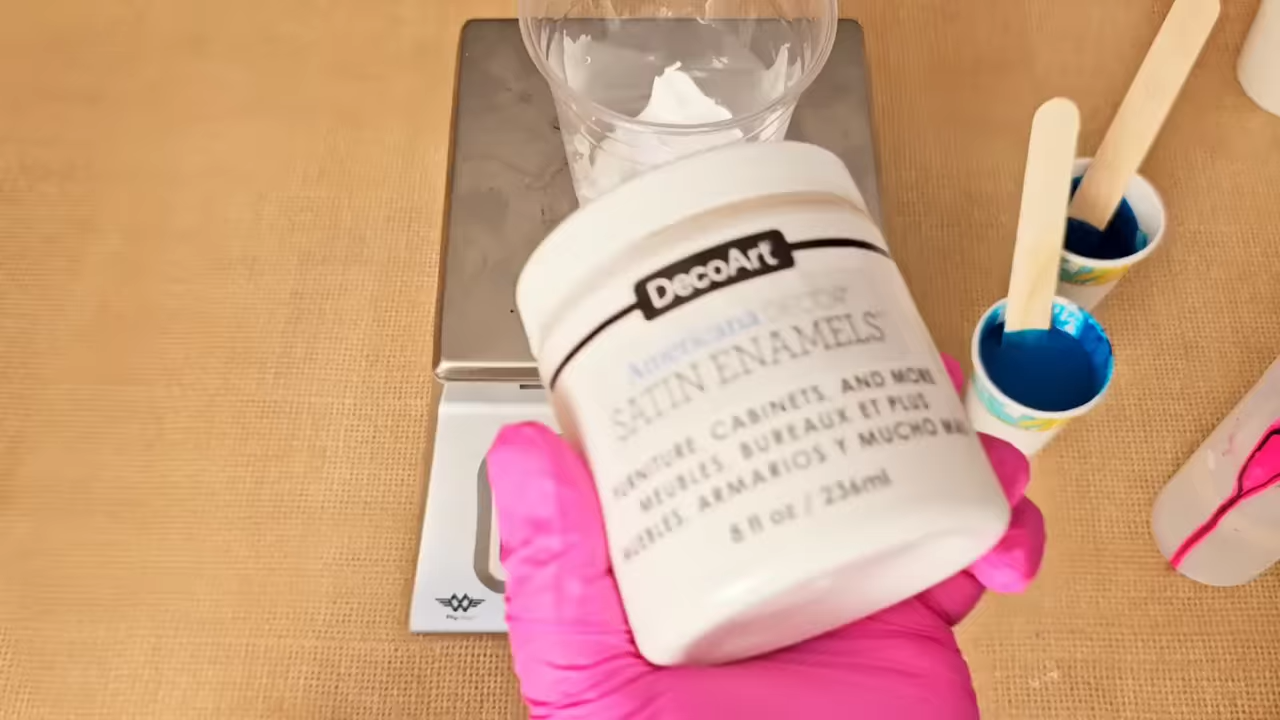 DecoArt
Americana DECOR
SATIN ENAMELS
FURNITURE, CABINETS, AND MORE
MEUBLES, BUREAUX ET PLUS
MUEBLES, ARMARIOS Y MUCHO MÁS
8 fl oz / 236ml